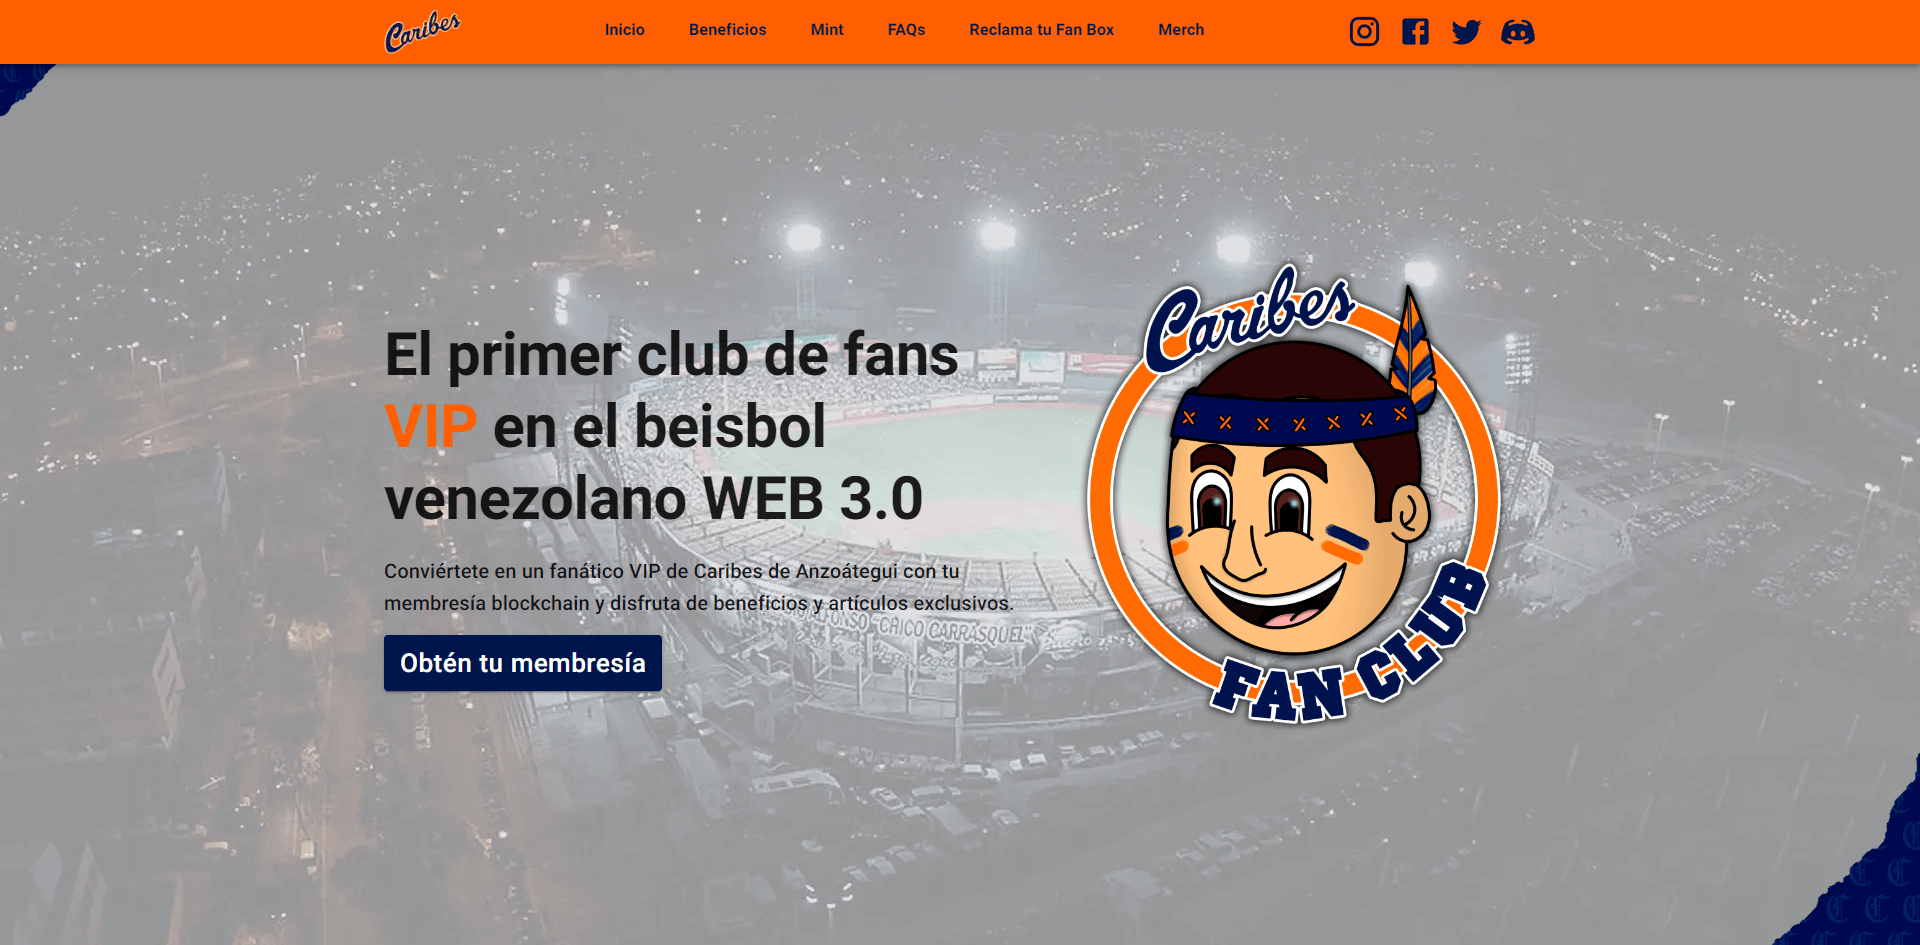 Caribes
Inicio
Beneficios
Mint
FAQs
Reclama tu Fan Box
Merch
El primer club de fans
VIP en el beisbol
venezolano WEB 3.0
Conviértete en un fanático VIP de Caribes de Anzoátegui con tu
membresía blockchain y disfruta de beneficios y artículos exclusivos.
Obtén tu membresía
Caribes
FAN CLUB
ALFONSO "CHICO CARRASQUEL"